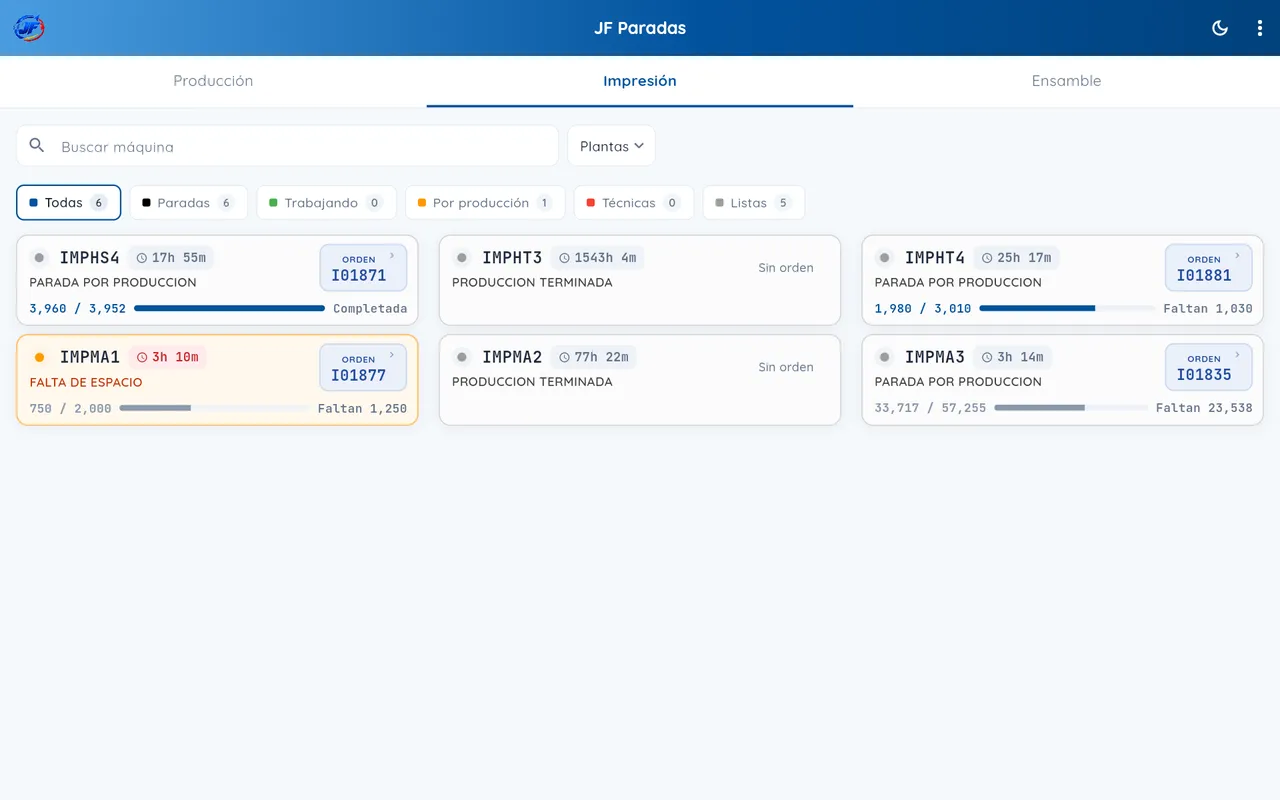 JF
JF Paradas
Producción
Impresión
Ensamble
Buscar máquina
Plantas
Todas 6
Paradas 6
Trabajando 0
Por producción 1
Técnicas 0
Listas 5
IMPHS4 17h 55m
ORDEN
I01871
PARADA POR PRODUCCION
3,960 / 3,952 Completada
IMPHT3 1543h 4m
Sin orden
PRODUCCION TERMINADA
IMPHT4 25h 17m
ORDEN
I01881
PARADA POR PRODUCCION
1,980 / 3,010 Faltan 1,030
IMPMA1 3h 10m
ORDEN
I01877
FALTA DE ESPACIO
750 / 2,000 Faltan 1,250
IMPMA2 77h 22m
Sin orden
PRODUCCION TERMINADA
IMPMA3 3h 14m
ORDEN
I01835
PARADA POR PRODUCCION
33,717 / 57,255 Faltan 23,538